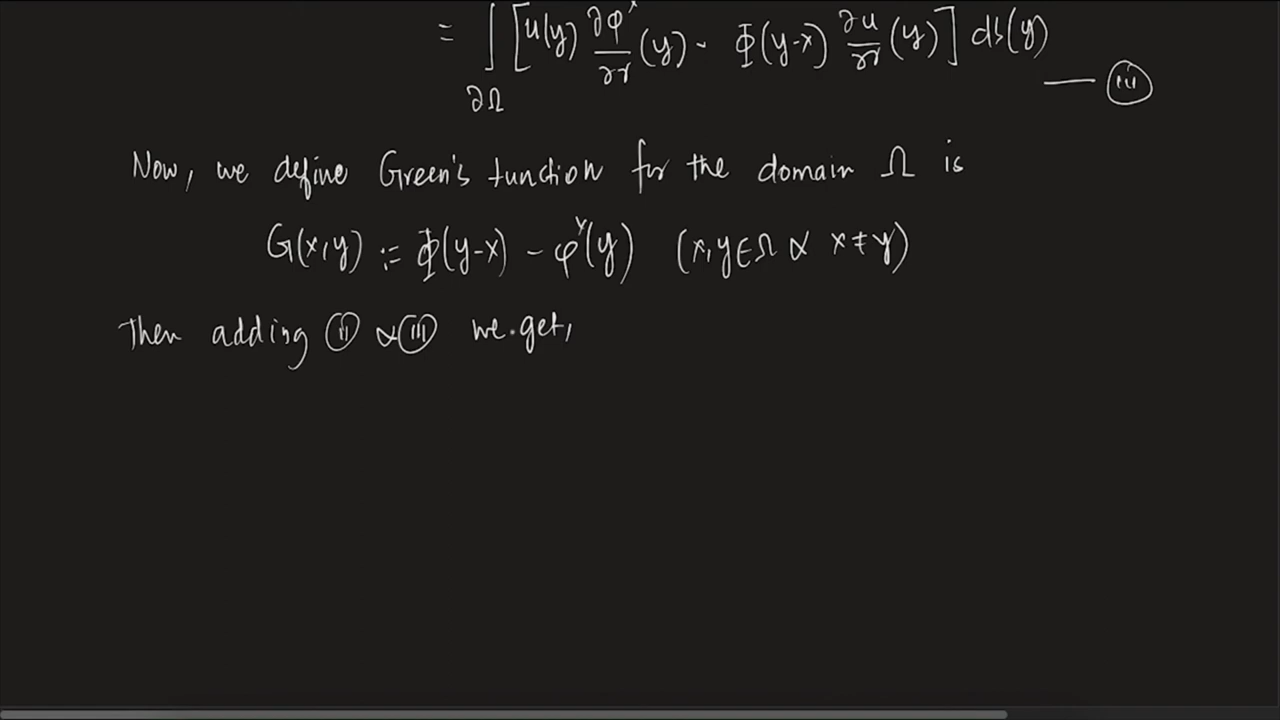 = ∫_{∂Ω} [u(y) ∂φ^x/∂γ (y) - Φ(y-x) ∂u/∂γ (y)] ds(y) — (iii)
Now, we define Green's function for the domain Ω is
G(x,y) := Φ(y-x) - φ^x(y) (x,y ∈ Ω & x ≠ y)
Then adding (ii) & (iii) we get,